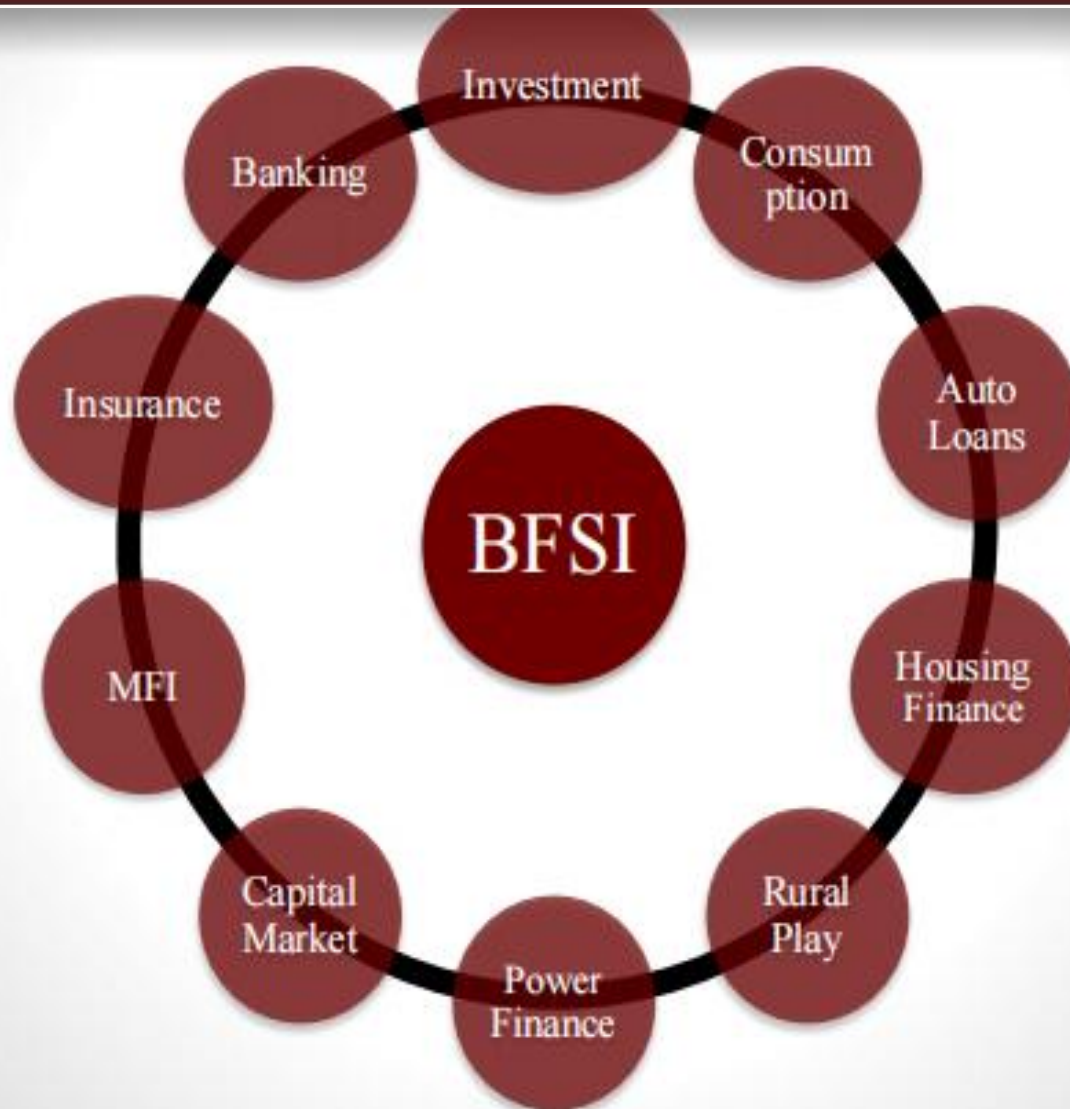 Investment
Consum
ption
Auto
Loans
Housing
Finance
Rural
Play
Power
Finance
Capital
Market
MFI
Insurance
Banking
BFSI